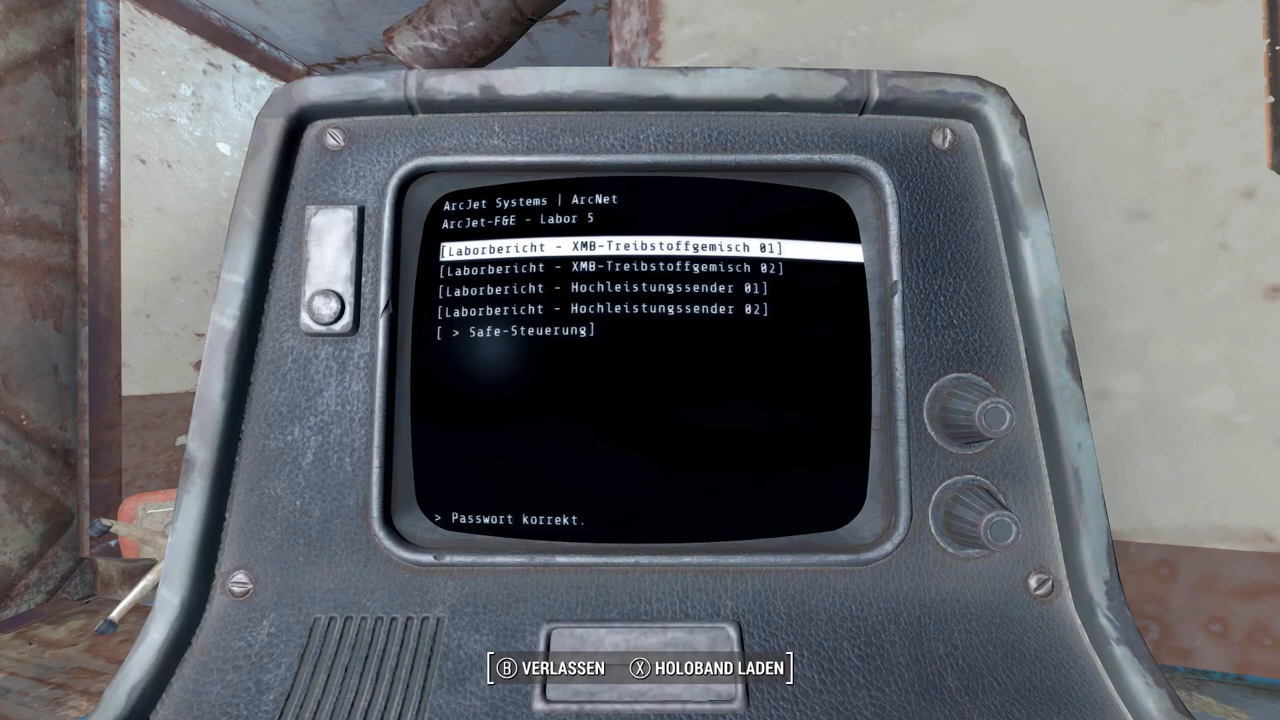 ArcJet Systems | ArcNet
ArcJet-F&E - Labor 5
[Laborbericht - XMB-Treibstoffgemisch 01]
[Laborbericht - XMB-Treibstoffgemisch 02]
[Laborbericht - Hochleistungssender 01]
[Laborbericht - Hochleistungssender 02]
[ > Safe-Steuerung]
> Passwort korrekt.
[Ⓑ VERLASSEN Ⓧ HOLOBAND LADEN]